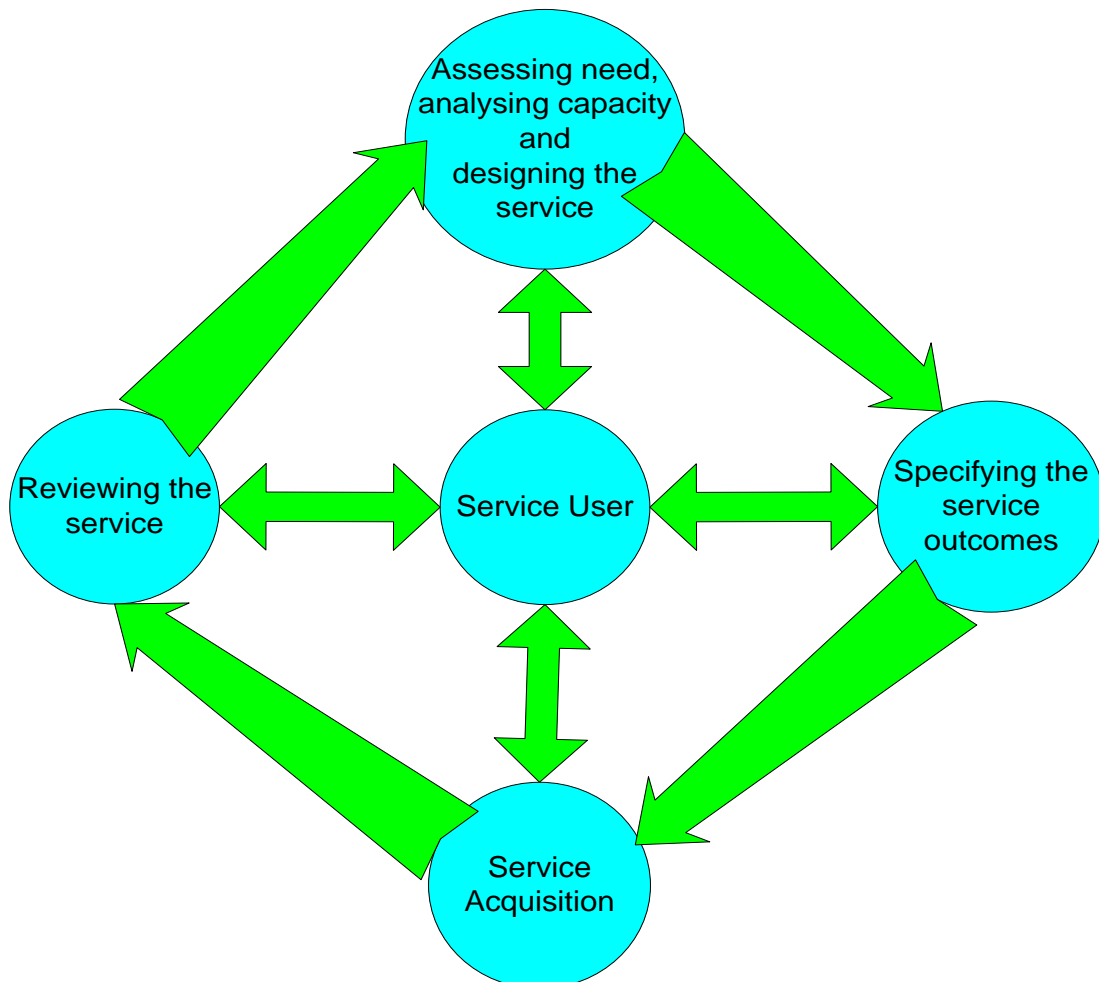 Assessing need,
analysing capacity
and
designing the
service
Reviewing the
service
Service User
Specifying the
service
outcomes
Service
Acquisition